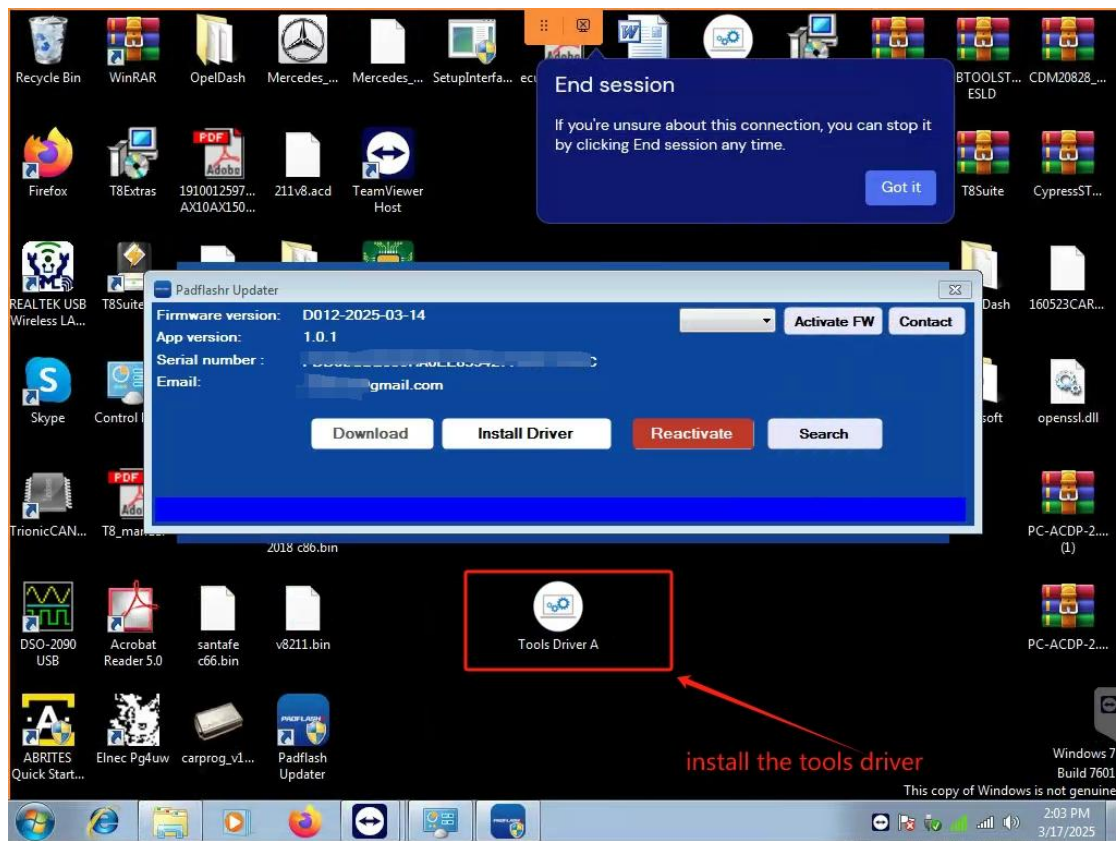 Recycle Bin
WinRAR
OpelDash
Mercedes_...
Mercedes_...
SetupInterfa...
BTOOLST...
ESLD
CDM20828_...
End session
If you're unsure about this connection, you can stop it
by clicking End session any time.
Got it
Firefox
T8Extras
PDF
Adobe
1910012597...
AX10AX150...
211v8.acd
TeamViewer
Host
T8Suite
CypressST...
REALTEK USB
Wireless LA...
T8Suite
Dash
160523CAR...
Padflashr Updater
Firmware version: D012-2025-03-14
App version: 1.0.1
Serial number :
Email: gmail.com
Activate FW
Contact
Download
Install Driver
Reactivate
Search
Skype
Control
soft
openssl.dll
TrionicCAN...
PDF
2018 c86.bin
PC-ACDP-2....
(1)
DSO-2090
USB
Acrobat
Reader 5.0
santafe
c66.bin
v8211.bin
Tools Driver A
PC-ACDP-2....
ABRITES
Quick Start...
Elnec Pg4uw
carprog_v1...
PADFLASH
Padflash
Updater
install the tools driver
Windows 7
Build 7601
This copy of Windows is not genuine
2:03 PM
3/17/2025